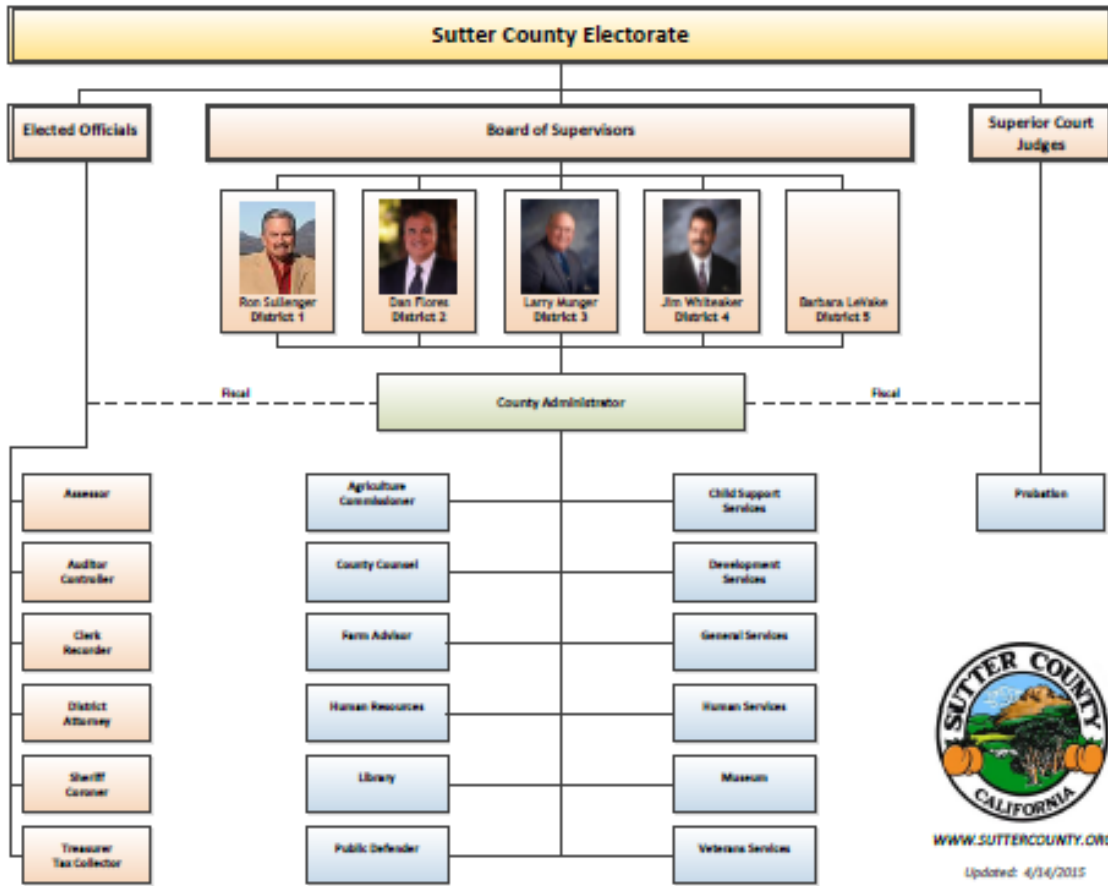 Sutter County Electorate
Elected Officials
Board of Supervisors
Superior Court
Judges
Ron Sullenger
District 1
Dan Flores
District 2
Larry Munger
District 3
Jim Whiteaker
District 4
Barbara LeVake
District 5
Fiscal
County Administrator
Fiscal
Assessor
Agriculture
Commissioner
Child Support
Services
Probation
Auditor
Controller
County Counsel
Development
Services
Clerk
Recorder
Farm Advisor
General Services
District
Attorney
Human Resources
Human Services
Sheriff
Coroner
Library
Museum
Treasurer
Tax Collector
Public Defender
Veterans Services
SUTTER COUNTY
CALIFORNIA
WWW.SUTTERCOUNTY.ORG
Updated: 4/14/2015